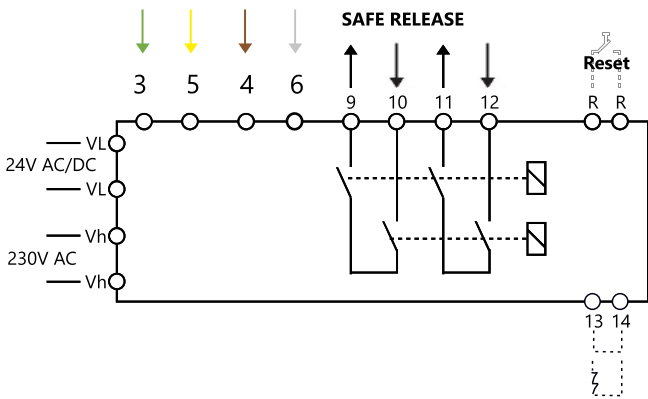 SAFE RELEASE
3 5 4 6
Reset
9 10 11 12 R R
VL
24V AC/DC
VL
Vh
230V AC
Vh
13 14